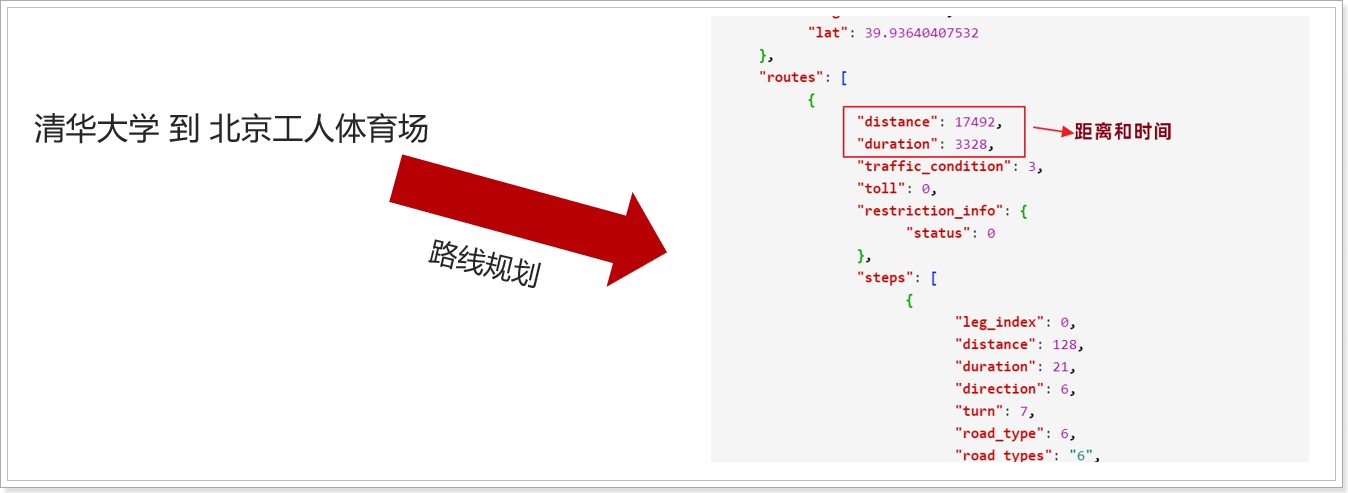 清华大学 到 北京工人体育场
路线规划
"lat": 39.93640407532
},
"routes": [
{
"distance": 17492,
"duration": 3328,
距离和时间
"traffic_condition": 3,
"toll": 0,
"restriction_info": {
"status": 0
},
"steps": [
{
"leg_index": 0,
"distance": 128,
"duration": 21,
"direction": 6,
"turn": 7,
"road_type": 6,
"road_types": "6",